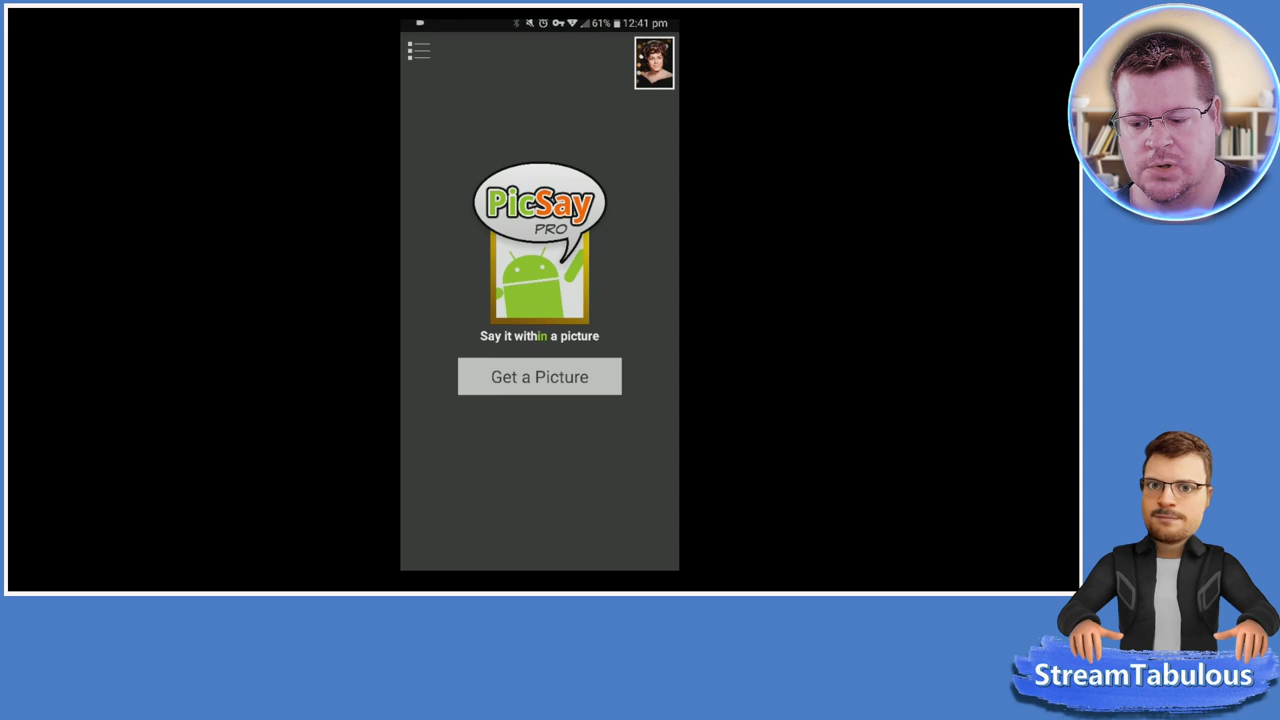 61% 12:41 pm
PicSay
PRO
Say it within a picture
Get a Picture
StreamTabulous